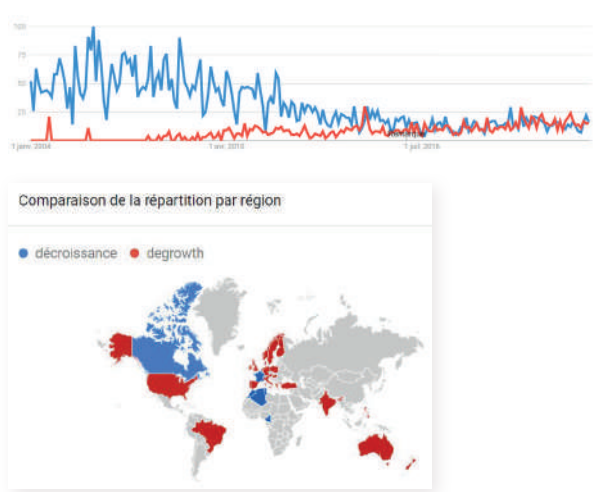 100
75
50
25
1 janv. 2004
1 avr. 2010
1 juil. 2016
Comparaison de la répartition par région
décroissance degrowth